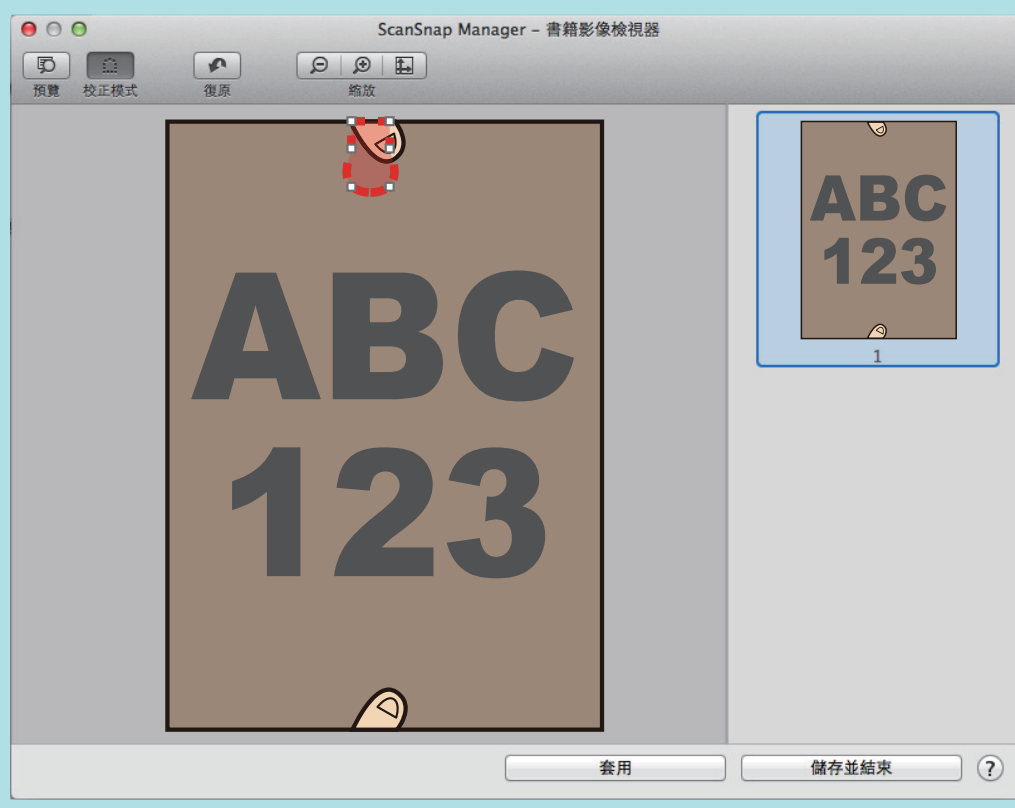 ScanSnap Manager – 書籍影像檢視器
預覽 校正模式 復原 縮放
ABC
123
ABC
123
1
套用 儲存並結束 ?